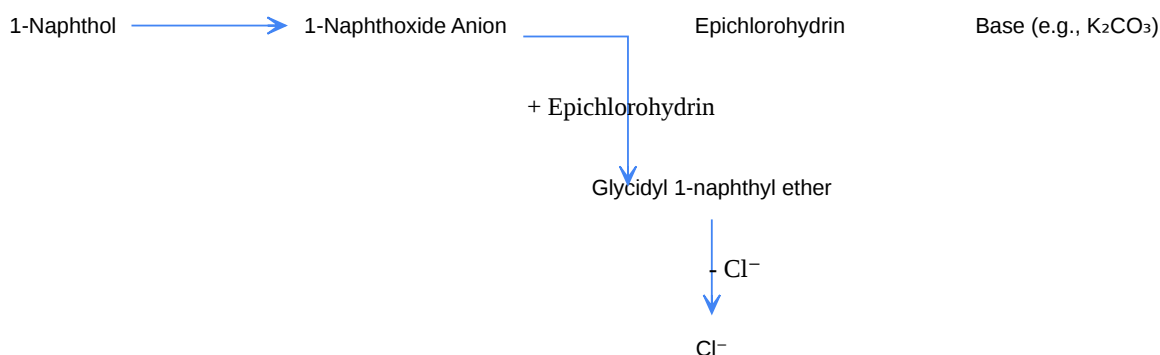 1-Naphthol
1-Naphthoxide Anion
Epichlorohydrin
Base (e.g., K₂CO₃)
+ Epichlorohydrin
Glycidyl 1-naphthyl ether
- Cl⁻
Cl⁻